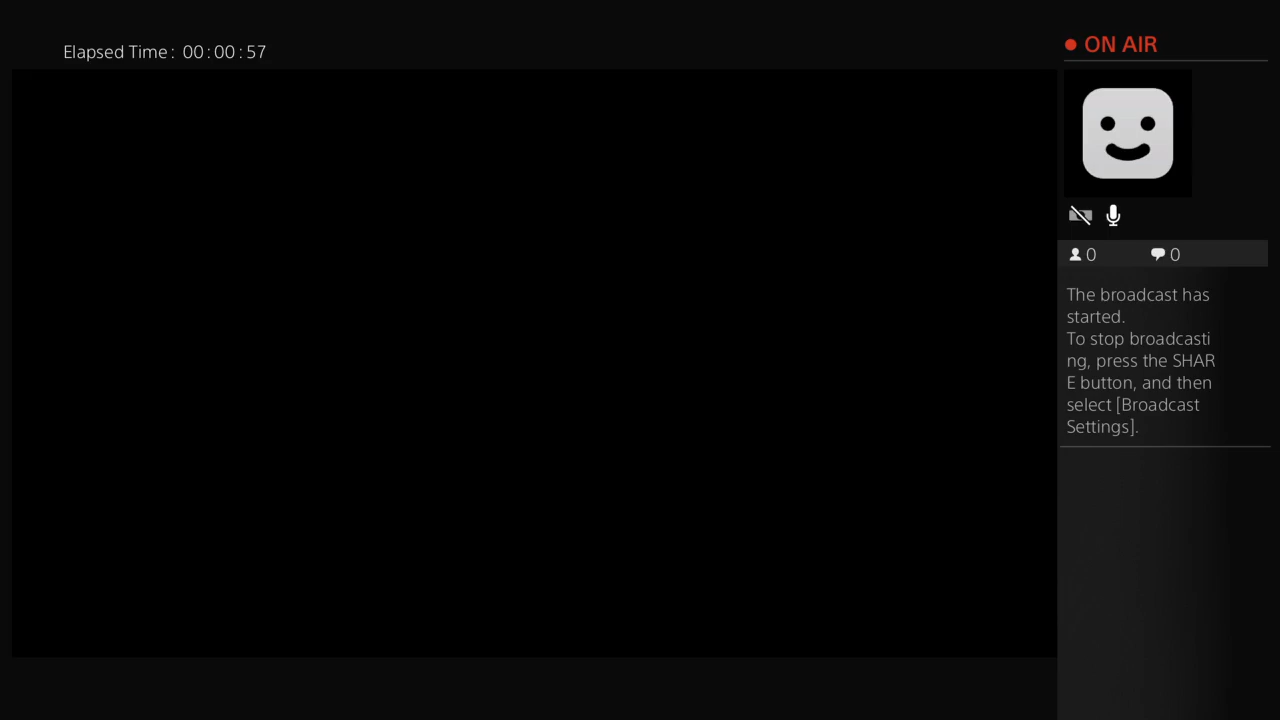 Elapsed Time: 00:00:57
ON AIR
0 0
The broadcast has
started.
To stop broadcasti
ng, press the SHAR
E button, and then
select [Broadcast
Settings].